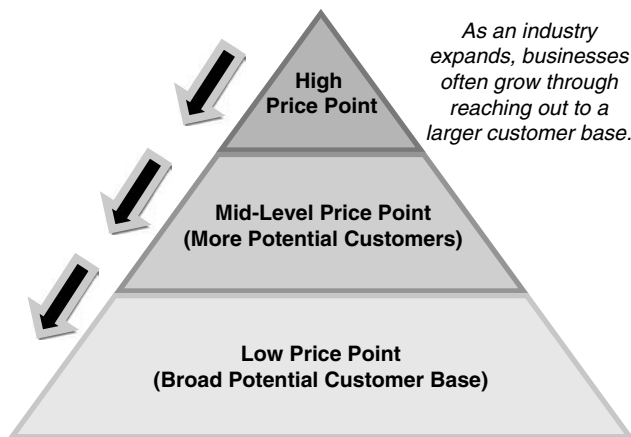 As an industry
expands, businesses
often grow through
reaching out to a
larger customer base.
High
Price Point
Mid-Level Price Point
(More Potential Customers)
Low Price Point
(Broad Potential Customer Base)